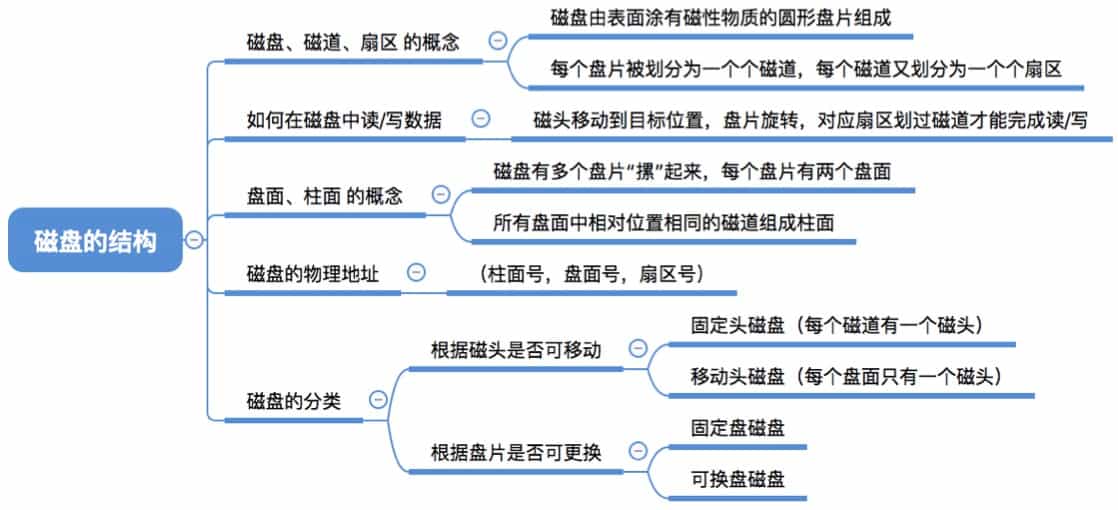 磁盘的结构
磁盘、磁道、扇区 的概念
磁盘由表面涂有磁性物质的圆形盘片组成
每个盘片被划分为一个个磁道，每个磁道又划分为一个个扇区
如何在磁盘中读/写数据
磁头移动到目标位置，盘片旋转，对应扇区划过磁道才能完成读/写
盘面、柱面 的概念
磁盘有多个盘片“摞”起来，每个盘片有两个盘面
所有盘面中相对位置相同的磁道组成柱面
磁盘的物理地址
（柱面号，盘面号，扇区号）
磁盘的分类
根据磁头是否可移动
固定头磁盘（每个磁道有一个磁头）
移动头磁盘（每个盘面只有一个磁头）
根据盘片是否可更换
固定盘磁盘
可换盘磁盘